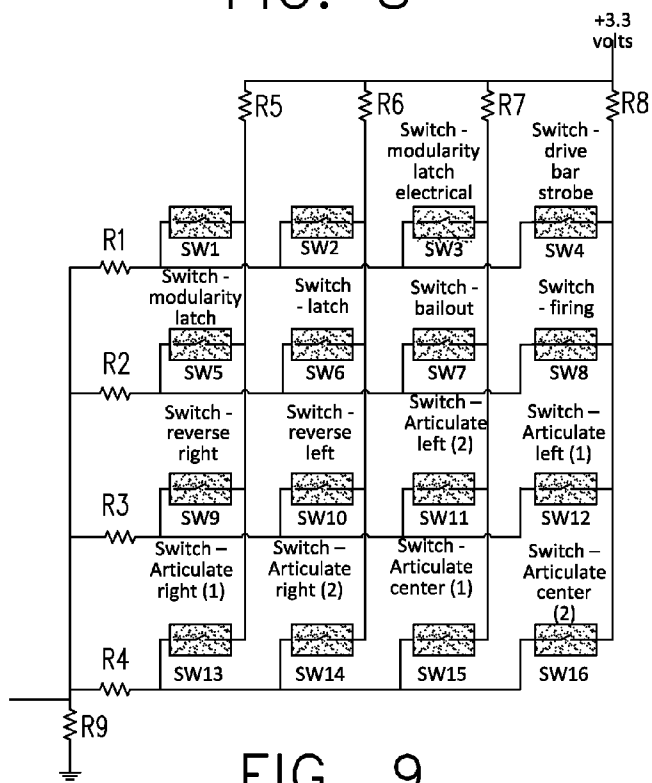 FIG. 8
+3.3
volts
R5
R6
R7
R8
Switch -
modularity
latch
electrical
Switch -
drive
bar
strobe
R1
SW1
SW2
SW3
SW4
Switch -
modularity
latch
Switch
- latch
Switch -
bailout
Switch
- firing
R2
SW5
SW6
SW7
SW8
Switch -
reverse
right
Switch -
reverse
left
Switch –
Articulate
left (2)
Switch –
Articulate
left (1)
R3
SW9
SW10
SW11
SW12
Switch –
Articulate
right (1)
Switch –
Articulate
right (2)
Switch -
Articulate
center (1)
Switch –
Articulate
center
(2)
R4
SW13
SW14
SW15
SW16
R9
FIG. 9